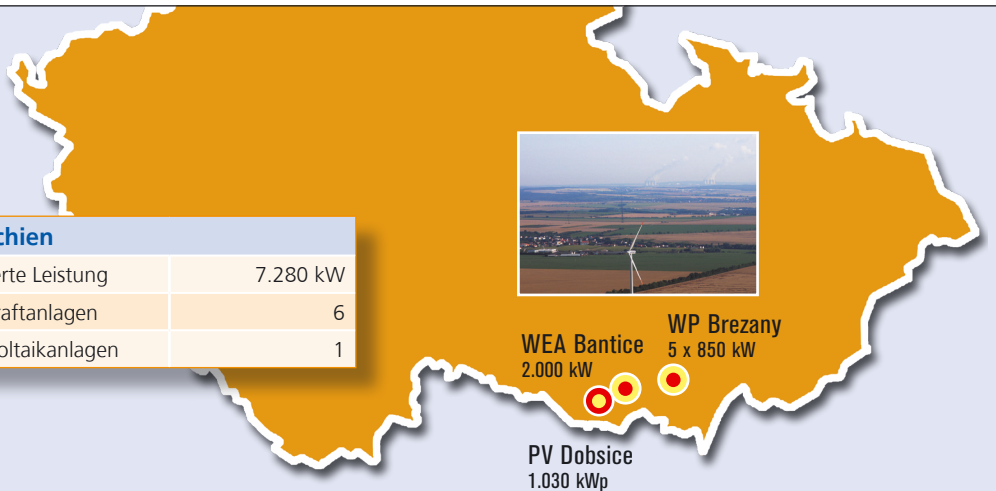 chien
erte Leistung 7.280 kW
aftanlagen 6
oltaikanlagen 1
WEA Bantice
2.000 kW
WP Brezany
5 x 850 kW
PV Dobsice
1.030 kWp